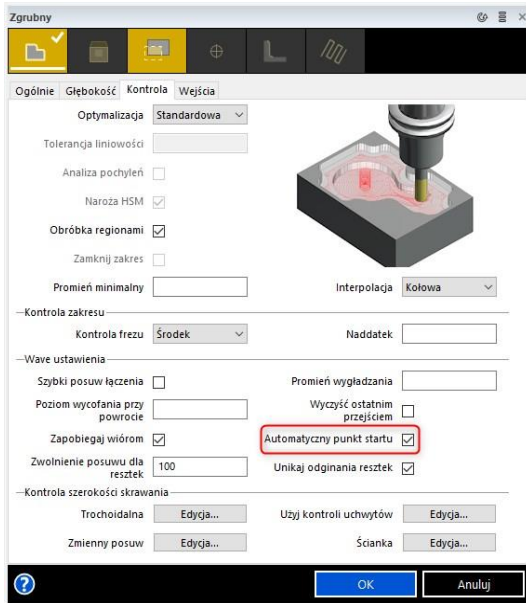 Zgrubny
Ogólnie Głębokość Kontrola Wejścia
Optymalizacja Standardowa
Tolerancja liniowości
Analiza pochyleń
Naroża HSM
Obróbka regionami
Zamknij zakres
Promień minimalny Interpolacja Kołowa
Kontrola zakresu
Kontrola frezu Środek Naddatek
Wave ustawienia
Szybki posuw łączenia Promień wygładzania
Poziom wycofania przy
powrocie
Wyczyść ostatnim
przejściem
Zapobiegaj wiórom Automatyczny punkt startu
Zwolnienie posuwu dla
resztek
100 Unikaj odginania resztek
Kontrola szerokości skrawania
Trochoidalna Edycja... Użyj kontroli uchwytów Edycja...
Zmienny posuw Edycja... Ścianka Edycja...
? OK Anuluj